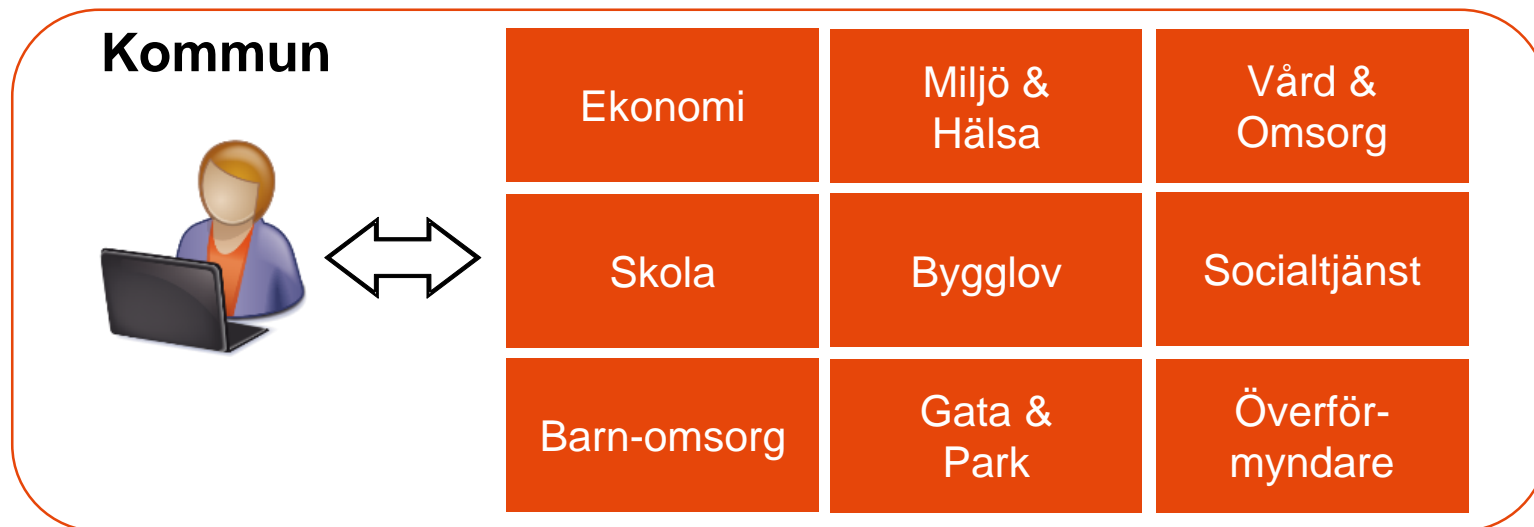 Kommun
Ekonomi
Miljö &
Hälsa
Vård &
Omsorg
Skola
Bygglov
Socialtjänst
Barn-omsorg
Gata &
Park
Överför-
myndare